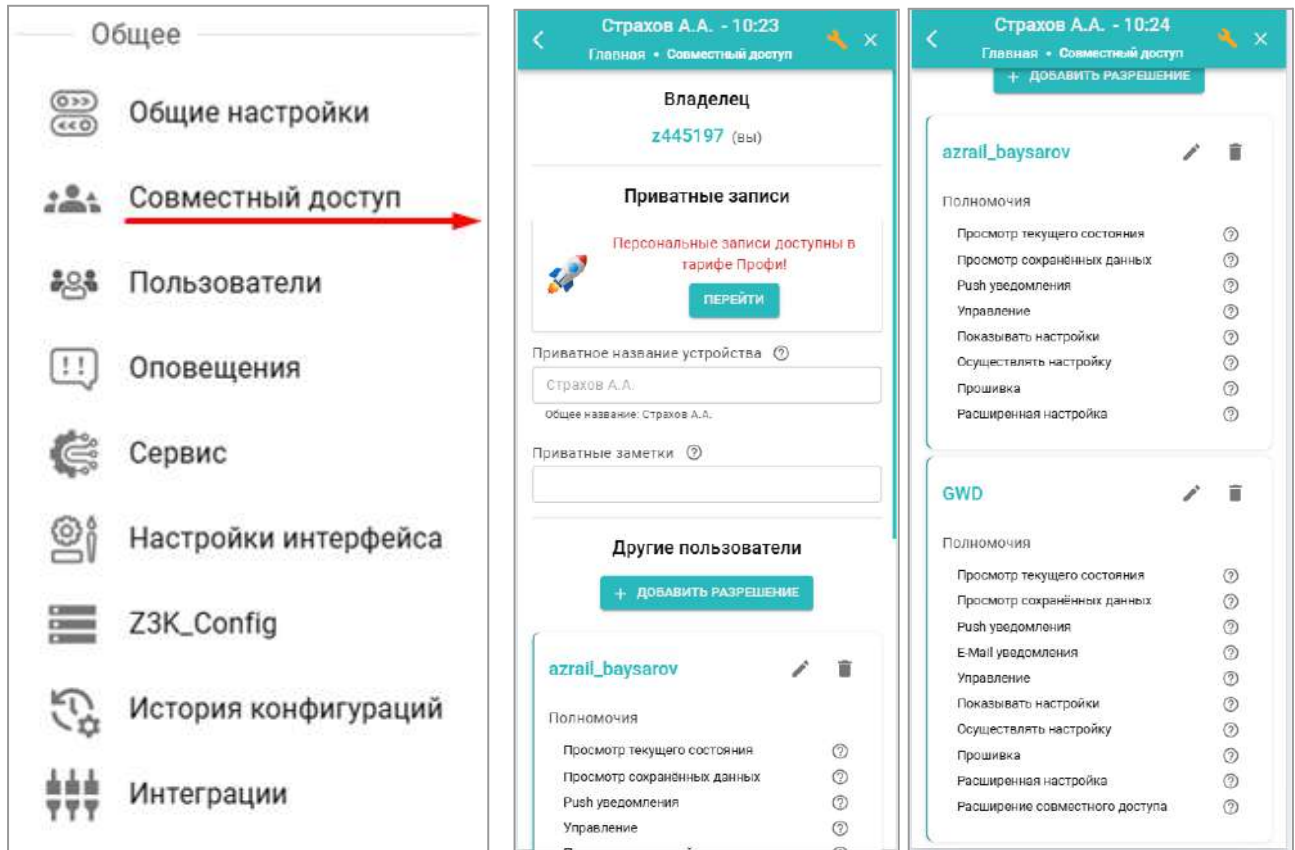 Общее
Общие настройки
Совместный доступ
Пользователи
Оповещения
Сервис
Настройки интерфейса
Z3K_Config
История конфигураций
Интеграции
Страхов А.А. - 10:23
Главная • Совместный доступ
Владелец
z445197 (вы)
Приватные записи
Персональные записи доступны в
тарифе Профи!
ПЕРЕЙТИ
Приватное название устройства
Страхов А.А.
Общее название: Страхов А.А.
Приватные заметки
Другие пользователи
+ ДОБАВИТЬ РАЗРЕШЕНИЕ
azrail_baysarov
Полномочия
Просмотр текущего состояния
Просмотр сохранённых данных
Push уведомления
Управление
Страхов А.А. - 10:24
Главная • Совместный доступ
+ ДОБАВИТЬ РАЗРЕШЕНИЕ
azrail_baysarov
Полномочия
Просмотр текущего состояния
Просмотр сохранённых данных
Push уведомления
Управление
Показывать настройки
Осуществлять настройку
Прошивка
Расширенная настройка
GWD
Полномочия
Просмотр текущего состояния
Просмотр сохранённых данных
Push уведомления
E-Mail уведомления
Управление
Показывать настройки
Осуществлять настройку
Прошивка
Расширенная настройка
Расширение совместного доступа